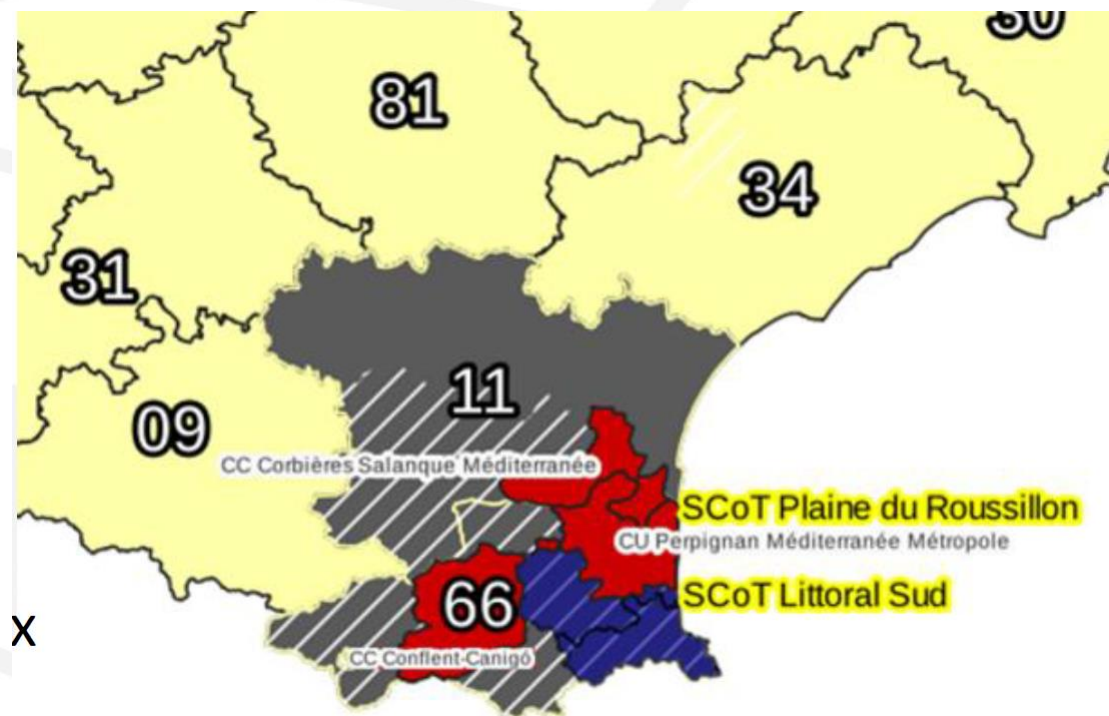 30
81
34
31
11
09
CC Corbières Salanque Méditerranée
SCoT Plaine du Roussillon
CU Perpignan Méditerranée Métropole
SCoT Littoral Sud
66
x
CC Conflent-Canigó